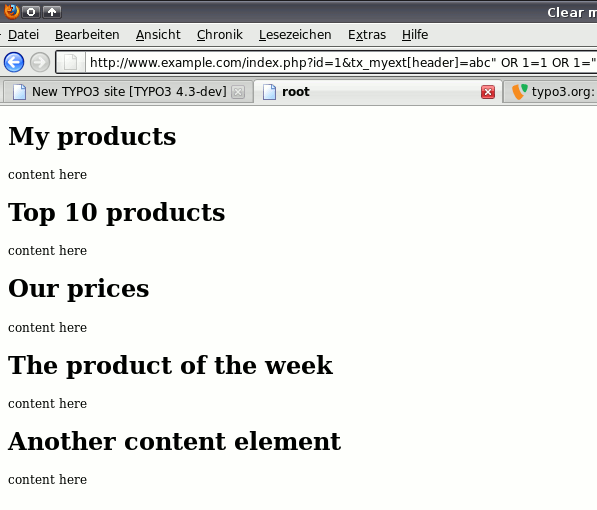 Clear m
Datei Bearbeiten Ansicht Chronik Lesezeichen Extras Hilfe
http://www.example.com/index.php?id=1&tx_myext[header]=abc" OR 1=1 OR 1="
New TYPO3 site [TYPO3 4.3-dev] root typo3.org:
My products
content here
Top 10 products
content here
Our prices
content here
The product of the week
content here
Another content element
content here